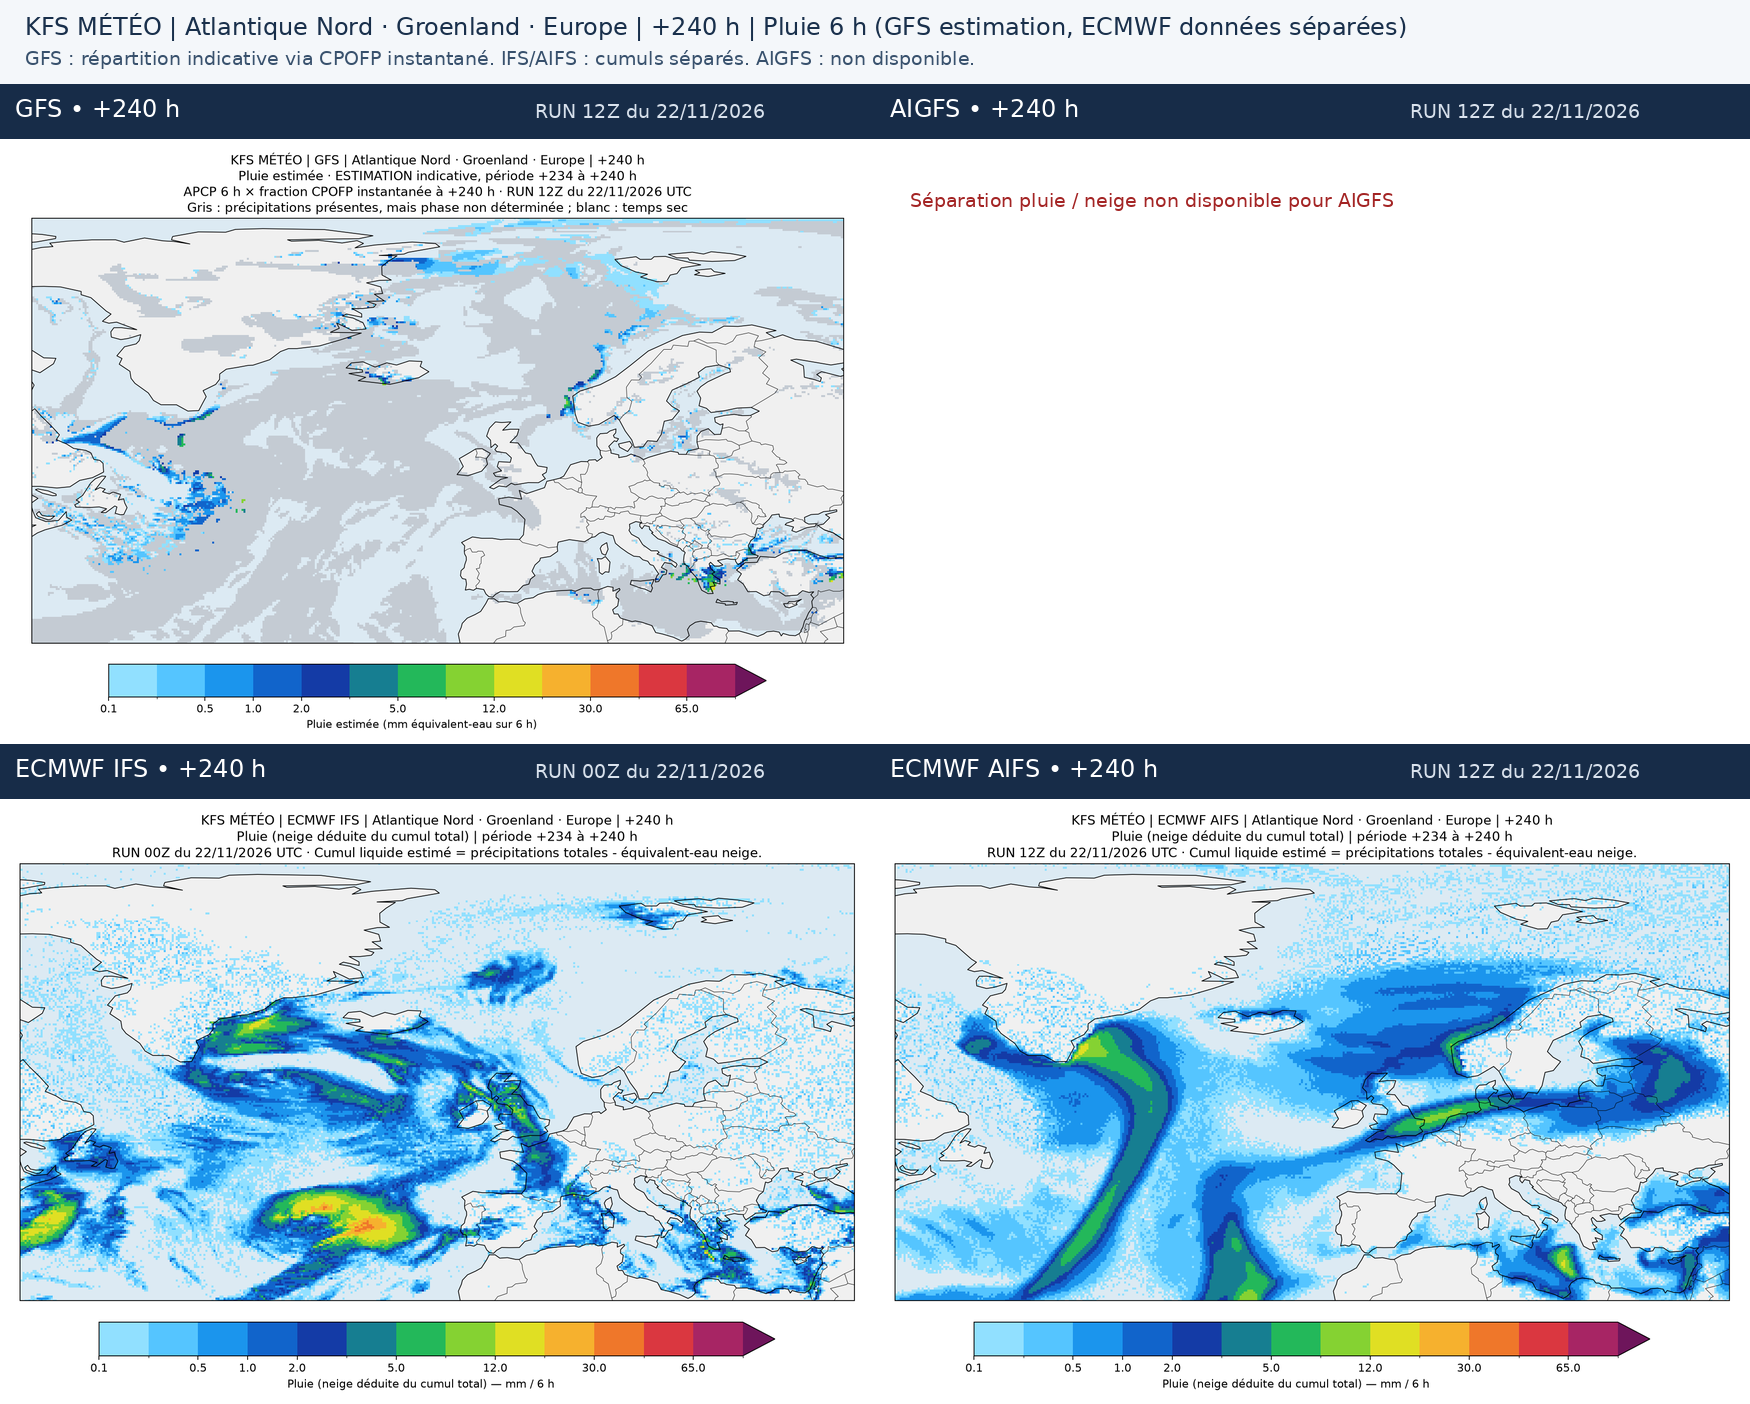 KFS MÉTÉO | Atlantique Nord · Groenland · Europe | +240 h | Pluie 6 h (GFS estimation, ECMWF données séparées)
GFS : répartition indicative via CPOFP instantané. IFS/AIFS : cumuls séparés. AIGFS : non disponible.
GFS • +240 h RUN 12Z du 22/11/2026
AIGFS • +240 h RUN 12Z du 22/11/2026
KFS MÉTÉO | GFS | Atlantique Nord · Groenland · Europe | +240 h
Pluie estimée · ESTIMATION indicative, période +234 à +240 h
APCP 6 h × fraction CPOFP instantanée à +240 h · RUN 12Z du 22/11/2026 UTC
Gris : précipitations présentes, mais phase non déterminée ; blanc : temps sec
Séparation pluie / neige non disponible pour AIGFS
0.1 0.5 1.0 2.0 5.0 12.0 30.0 65.0
Pluie estimée (mm équivalent-eau sur 6 h)
ECMWF IFS • +240 h RUN 00Z du 22/11/2026
KFS MÉTÉO | ECMWF IFS | Atlantique Nord · Groenland · Europe | +240 h
Pluie (neige déduite du cumul total) | période +234 à +240 h
RUN 00Z du 22/11/2026 UTC · Cumul liquide estimé = précipitations totales - équivalent-eau neige.
0.1 0.5 1.0 2.0 5.0 12.0 30.0 65.0
Pluie (neige déduite du cumul total) — mm / 6 h
ECMWF AIFS • +240 h RUN 12Z du 22/11/2026
KFS MÉTÉO | ECMWF AIFS | Atlantique Nord · Groenland · Europe | +240 h
Pluie (neige déduite du cumul total) | période +234 à +240 h
RUN 12Z du 22/11/2026 UTC · Cumul liquide estimé = précipitations totales - équivalent-eau neige.
0.1 0.5 1.0 2.0 5.0 12.0 30.0 65.0
Pluie (neige déduite du cumul total) — mm / 6 h